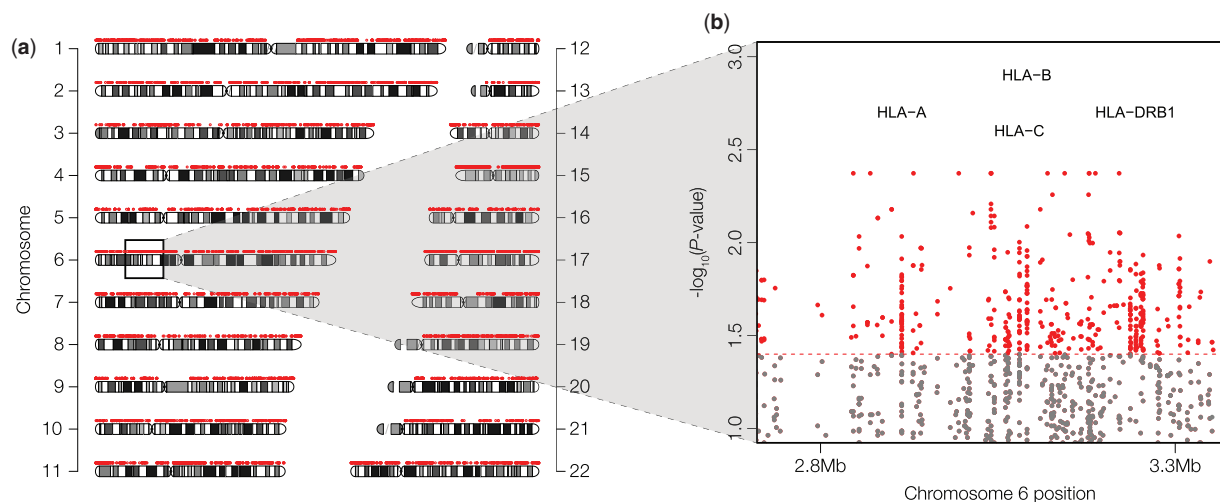 (a)
Chromosome
1
2
3
4
5
6
7
8
9
10
11
12
13
14
15
16
17
18
19
20
21
22
(b)
-log10(P-value)
3.0
2.5
2.0
1.5
1.0
HLA−B
HLA−A
HLA−DRB1
HLA−C
2.8Mb
3.3Mb
Chromosome 6 position